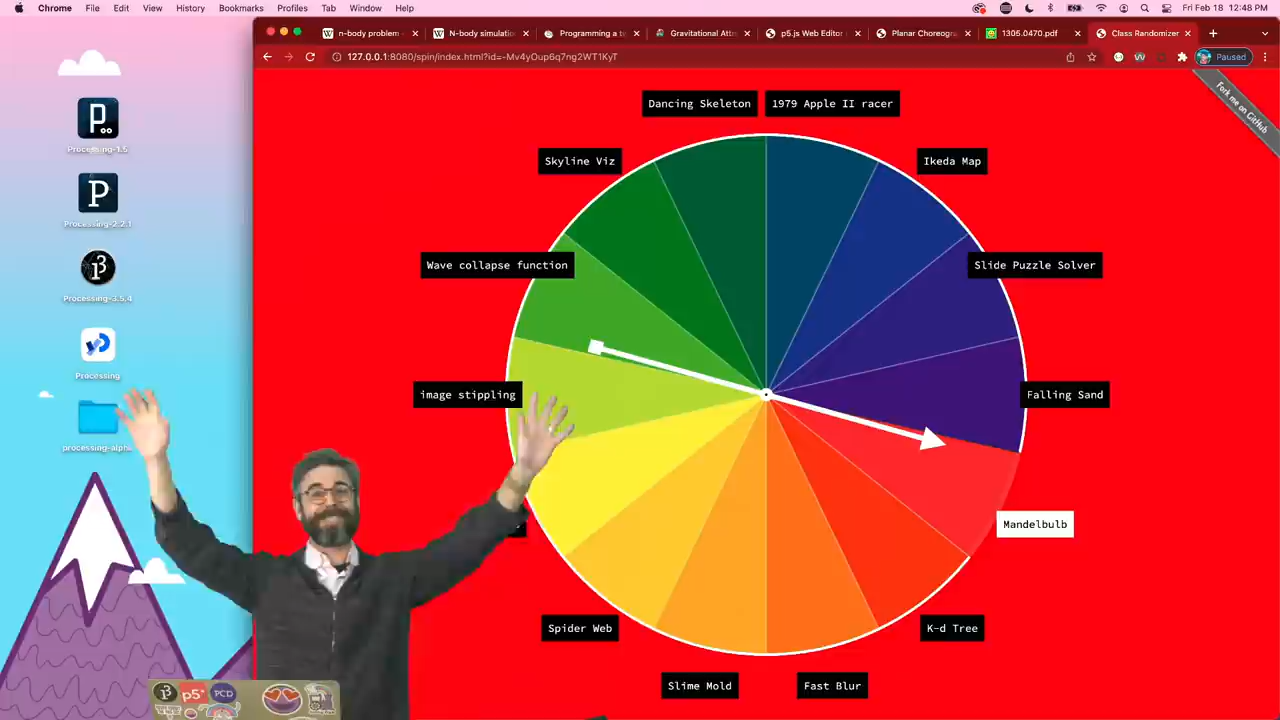 Chrome File Edit View History Bookmarks Profiles Tab Window Help Fri Feb 18 12:48 PM
n-body problem - N-body simulatio Programming a t Gravitational Attr p5.js Web Editor Planar Choreogra 1305.0470.pdf Class Randomizer
127.0.0.1:8080/spin/index.html?id=-Mv4yOup6q7ng2WT1KyT Paused
Fork me on GitHub
Dancing Skeleton 1979 Apple II racer
Processing-1.5
Skyline Viz Ikeda Map
Processing-2.2.1
Wave collapse function Slide Puzzle Solver
Processing-3.5.4
Processing
image stippling Falling Sand
processing-alpha
Mandelbulb
Spider Web K-d Tree
Slime Mold Fast Blur
p5 PCD